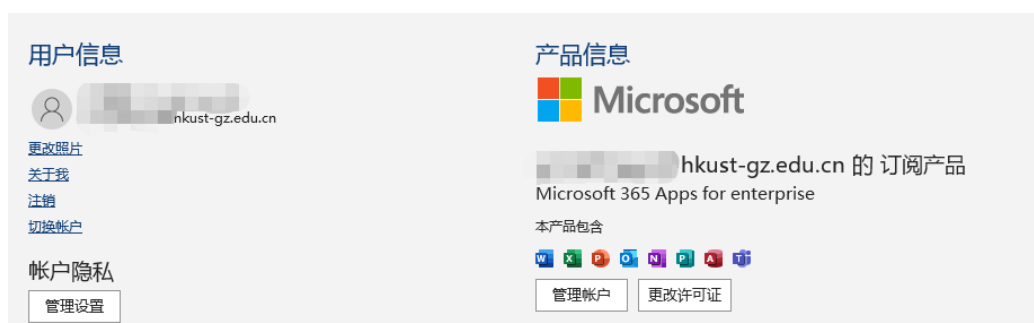 用户信息
hkust-gz.edu.cn
更改照片
关于我
注销
切换帐户
帐户隐私
管理设置
产品信息
Microsoft
hkust-gz.edu.cn 的 订阅产品
Microsoft 365 Apps for enterprise
本产品包含
管理帐户
更改许可证